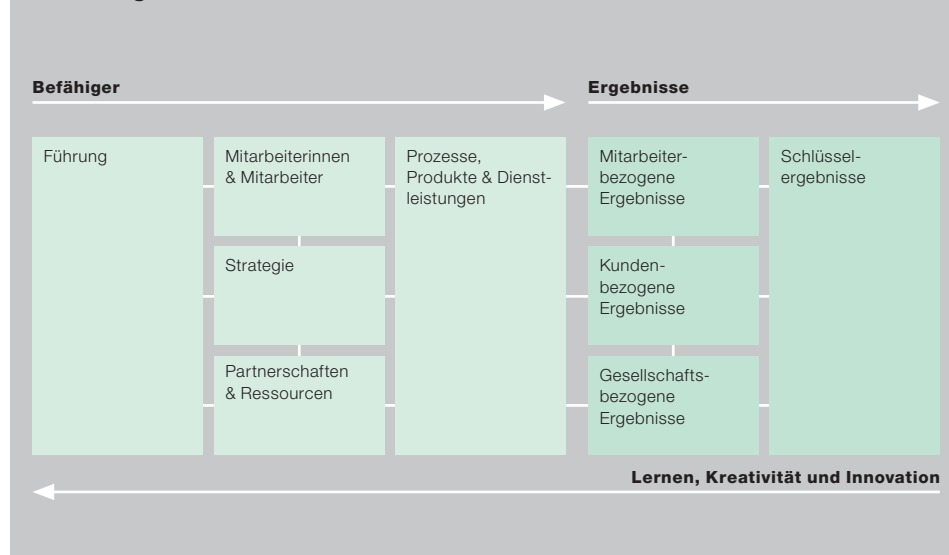 Befähiger
Ergebnisse
Führung
Mitarbeiterinnen
& Mitarbeiter
Prozesse,
Produkte & Dienst-
leistungen
Mitarbeiter-
bezogene
Ergebnisse
Schlüssel-
ergebnisse
Strategie
Kunden-
bezogene
Ergebnisse
Partnerschaften
& Ressourcen
Gesellschafts-
bezogene
Ergebnisse
Lernen, Kreativität und Innovation